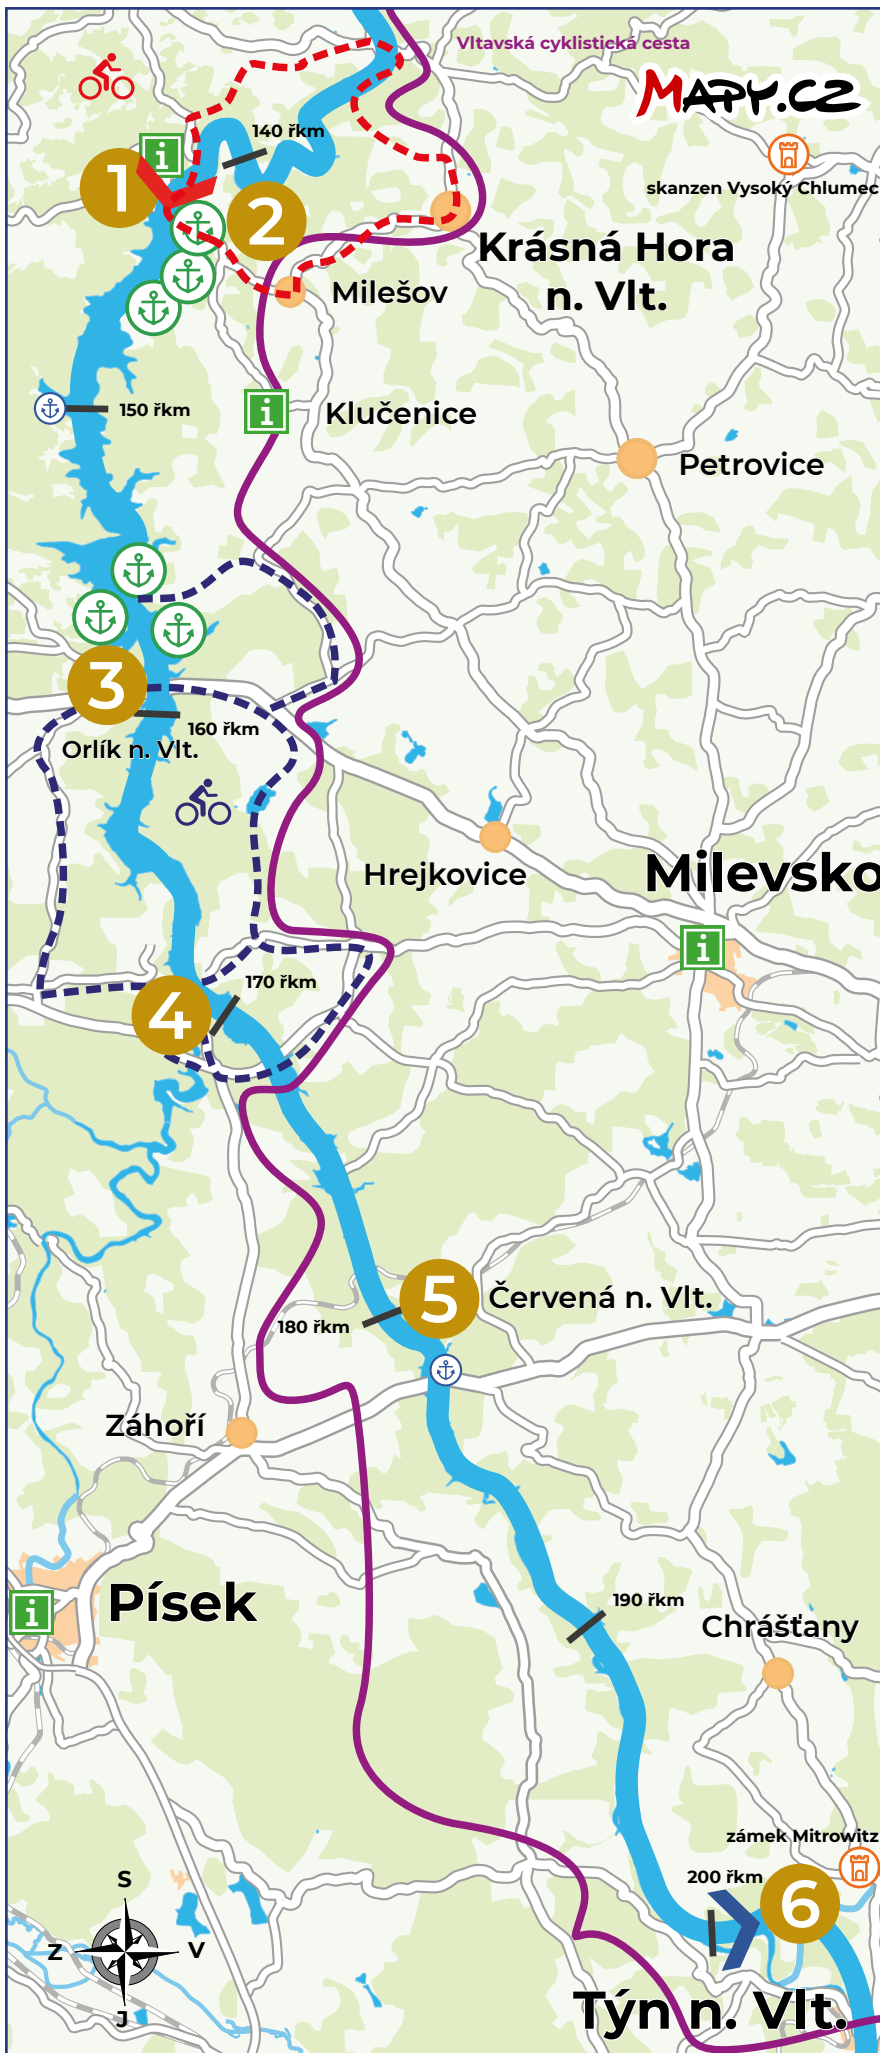 Vltavská cyklistická cesta
MAPY.CZ
140 řkm
i
1
skanzen Vysoký Chlumec
2
Krásná Hora
n. Vlt.
Milešov
150 řkm
i
Klučenice
Petrovice
3
160 řkm
Orlík n. Vlt.
Hrejkovice
Milevsko
i
170 řkm
4
5
Červená n. Vlt.
180 řkm
Záhoří
Písek
i
190 řkm
Chrášťany
zámek Mitrowitz
200 řkm
6
S
Z
V
J
Týn n. Vlt.